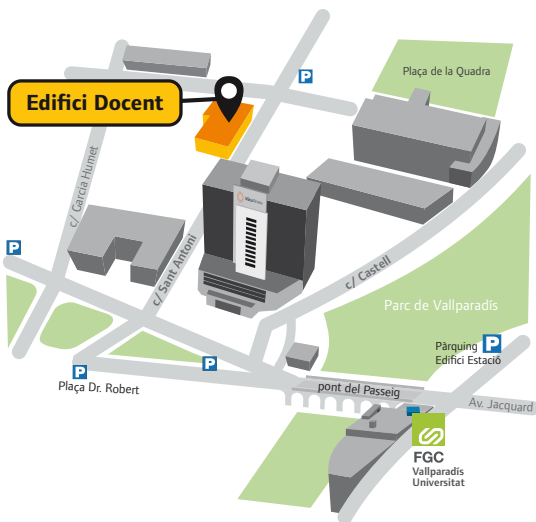 Plaça de la Quadra
P
Edifici Docent
c/ Garcia Humet
c/ Sant Antoni
P
c/ Castell
Parc de Vallparadís
Pàrquing P
Edifici Estació
P
P
Plaça Dr. Robert
pont del Passeig
Av. Jacquard
FGC
Vallparadís
Universitat